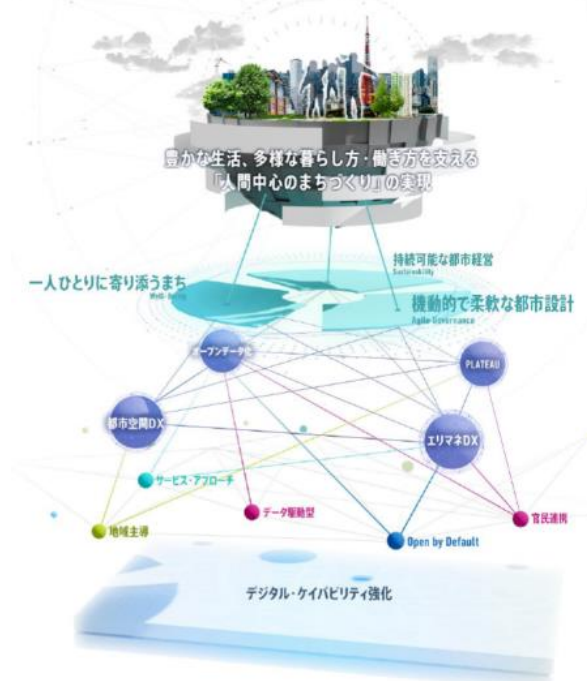 豊かな生活、多様な暮らし方・働き方を支える
「人間中心のまちづくり」の実現
持続可能な都市経営
Sustainability
一人ひとりに寄り添うまち
Well-being
機動的で柔軟な都市設計
Agile Governance
オープンデータ化
PLATEAU
都市空間DX
エリマネDX
サービス・アプローチ
データ駆動型
官民連携
地域主導
Open by Default
デジタル・ケイパビリティ強化